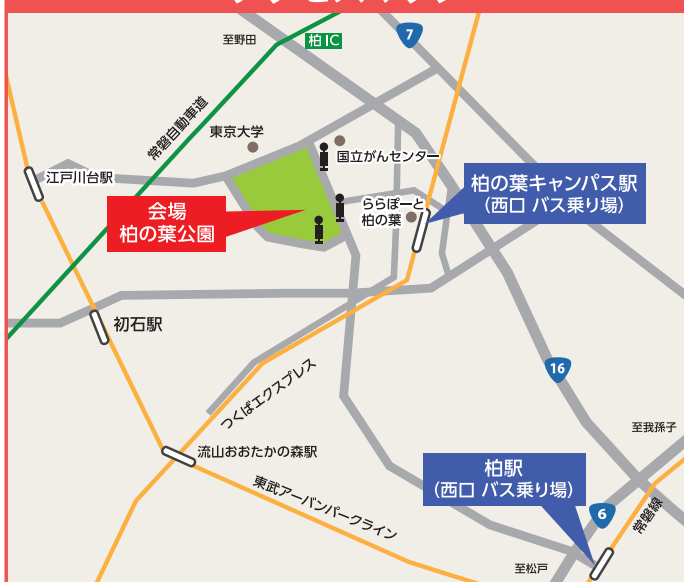 至野田
柏IC
7
常磐自動車道
東京大学
国立がんセンター
江戸川台駅
柏の葉キャンパス駅
(西口 バス乗り場)
会場
柏の葉公園
ららぽーと
柏の葉
初石駅
16
つくばエクスプレス
至我孫子
流山おおたかの森駅
柏駅
(西口 バス乗り場)
東武アーバンパークライン
6
常磐線
至松戸